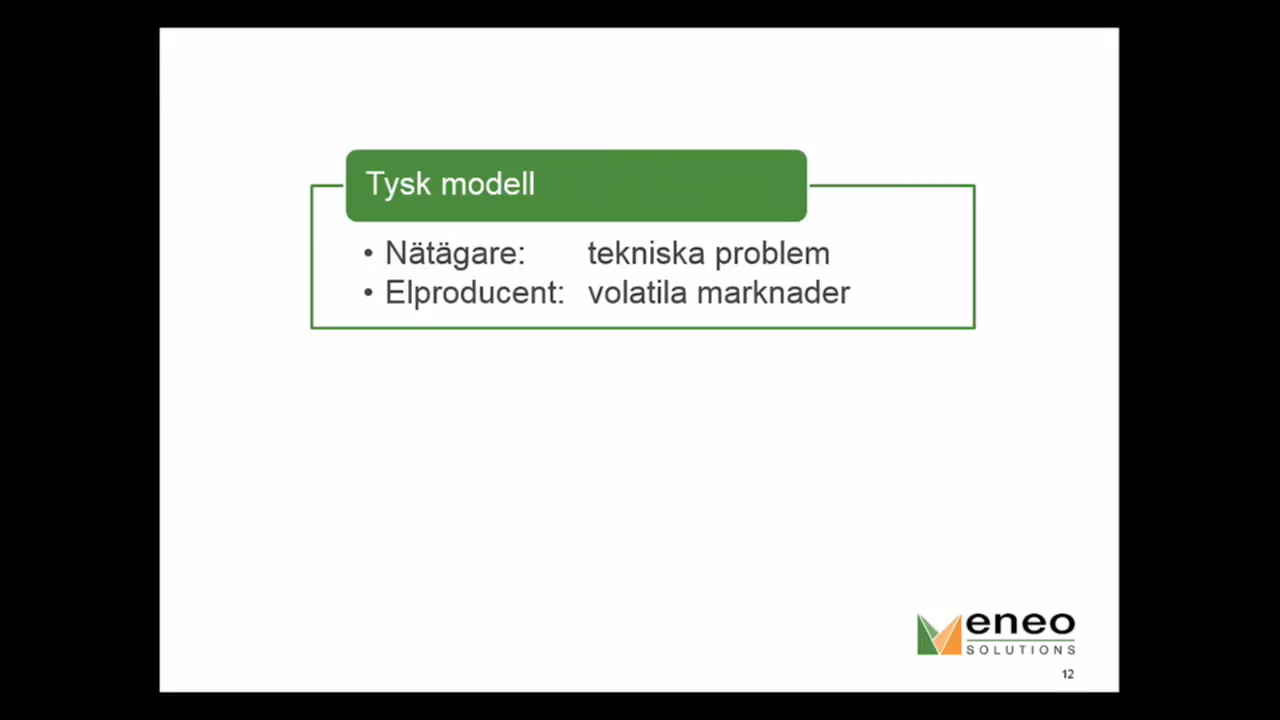 Tysk modell
• Nätägare: tekniska problem
• Elproducent: volatila marknader
eneo
SOLUTIONS
12